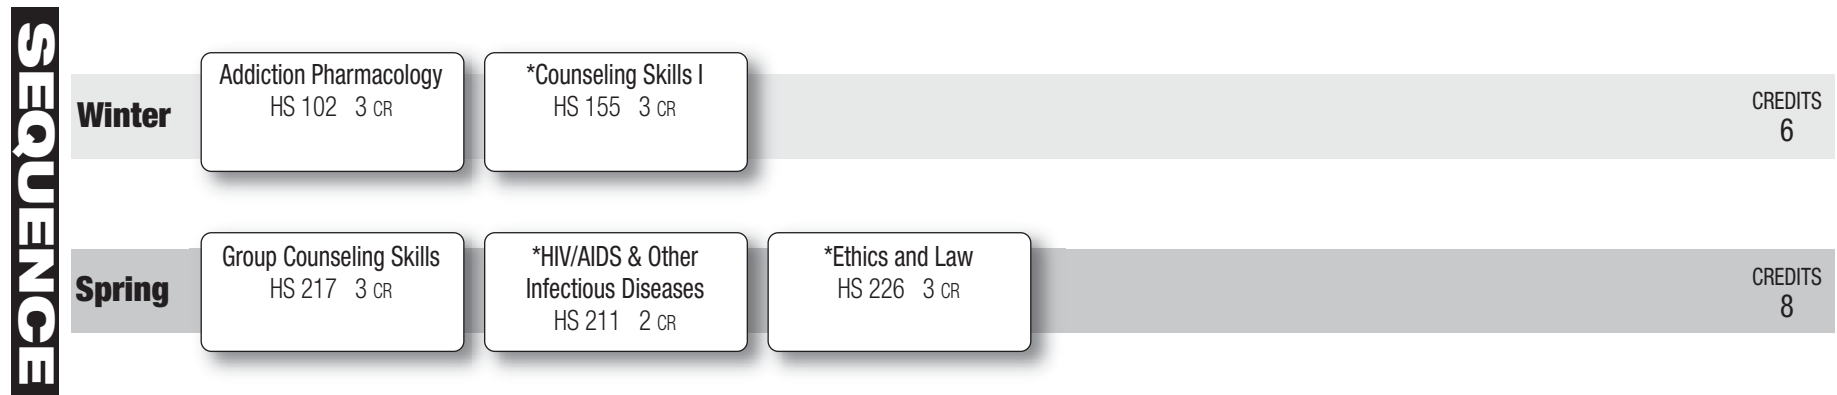 SEQUENCE
Winter
Addiction Pharmacology
HS 102 3 CR
*Counseling Skills I
HS 155 3 CR
CREDITS
6
Spring
Group Counseling Skills
HS 217 3 CR
*HIV/AIDS & Other
Infectious Diseases
HS 211 2 CR
*Ethics and Law
HS 226 3 CR
CREDITS
8